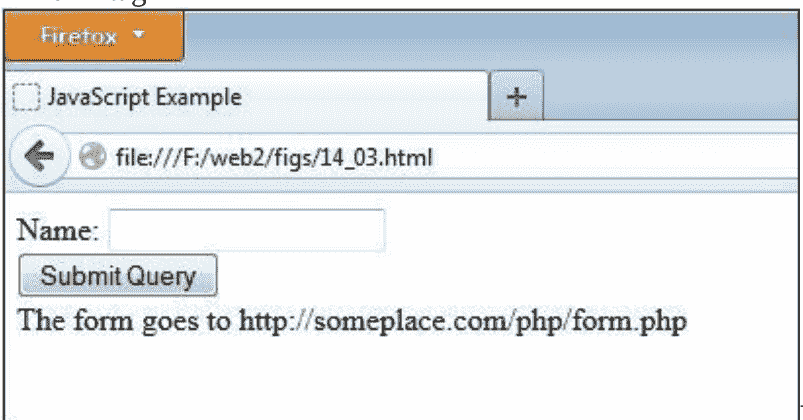 Firefox
JavaScript Example
file:///F:/web2/figs/14_03.html
Name:
Submit Query
The form goes to http://someplace.com/php/form.php